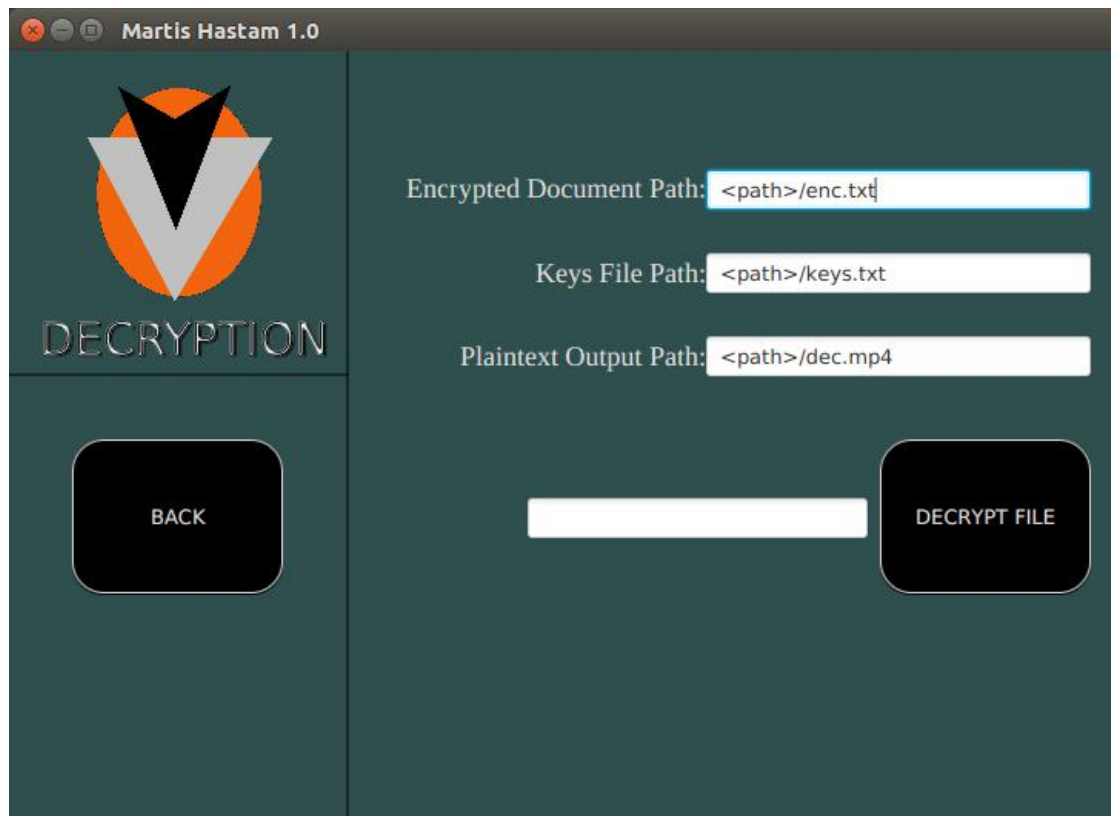 Martis Hastam 1.0
DECRYPTION
Encrypted Document Path: <path>/enc.txt
Keys File Path: <path>/keys.txt
Plaintext Output Path: <path>/dec.mp4
BACK
DECRYPT FILE